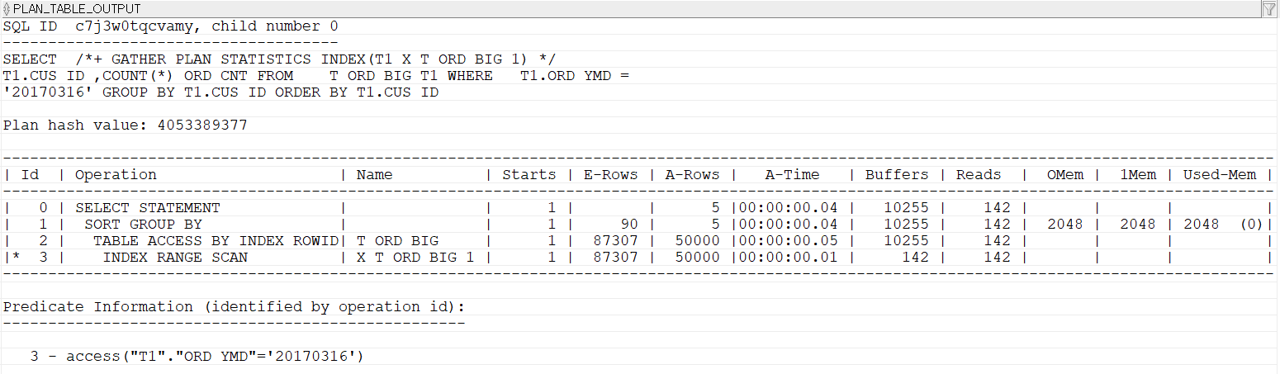 PLAN_TABLE_OUTPUT
SQL ID  c7j3w0tqcvamy, child number 0
-------------------------------------
SELECT  /*+ GATHER PLAN STATISTICS INDEX(T1 X T ORD BIG 1) */
T1.CUS ID ,COUNT(*) ORD CNT FROM    T ORD BIG T1 WHERE   T1.ORD YMD =
'20170316' GROUP BY T1.CUS ID ORDER BY T1.CUS ID
Plan hash value: 4053389377
-------------------------------------------------------------------------------------------------------------------------------------------
| Id  | Operation                    | Name           | Starts | E-Rows | A-Rows |   A-Time   | Buffers | Reads  |  OMem |  1Mem | Used-Mem |
-------------------------------------------------------------------------------------------------------------------------------------------
|   0 | SELECT STATEMENT             |                |      1 |        |      5 |00:00:00.04 |   10255 |    142 |       |       |          |
|   1 |  SORT GROUP BY               |                |      1 |     90 |      5 |00:00:00.04 |   10255 |    142 |  2048 |  2048 | 2048  (0)|
|   2 |   TABLE ACCESS BY INDEX ROWID| T ORD BIG      |      1 |  87307 |  50000 |00:00:00.05 |   10255 |    142 |       |       |          |
|*  3 |    INDEX RANGE SCAN          | X T ORD BIG 1  |      1 |  87307 |  50000 |00:00:00.01 |     142 |    142 |       |       |          |
-------------------------------------------------------------------------------------------------------------------------------------------
Predicate Information (identified by operation id):
---------------------------------------------------
3 - access("T1"."ORD YMD"='20170316')